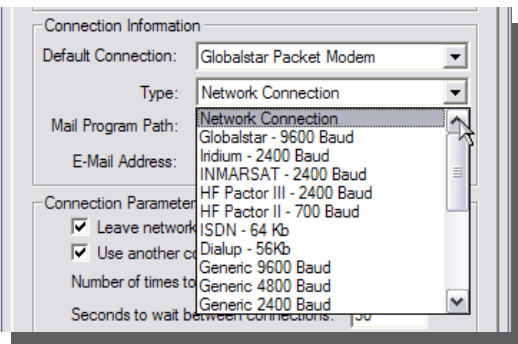 Connection Information
Default Connection: Globalstar Packet Modem
Type: Network Connection
Mail Program Path:
E-Mail Address:
Network Connection
Globalstar - 9600 Baud
Iridium - 2400 Baud
INMARSAT - 2400 Baud
HF Pactor III - 2400 Baud
HF Pactor II - 700 Baud
ISDN - 64 Kb
Dialup - 56Kb
Generic 9600 Baud
Generic 4800 Baud
Generic 2400 Baud
Connection Parameter
Leave network
Use another
Number of times to
Seconds to wait between connections: